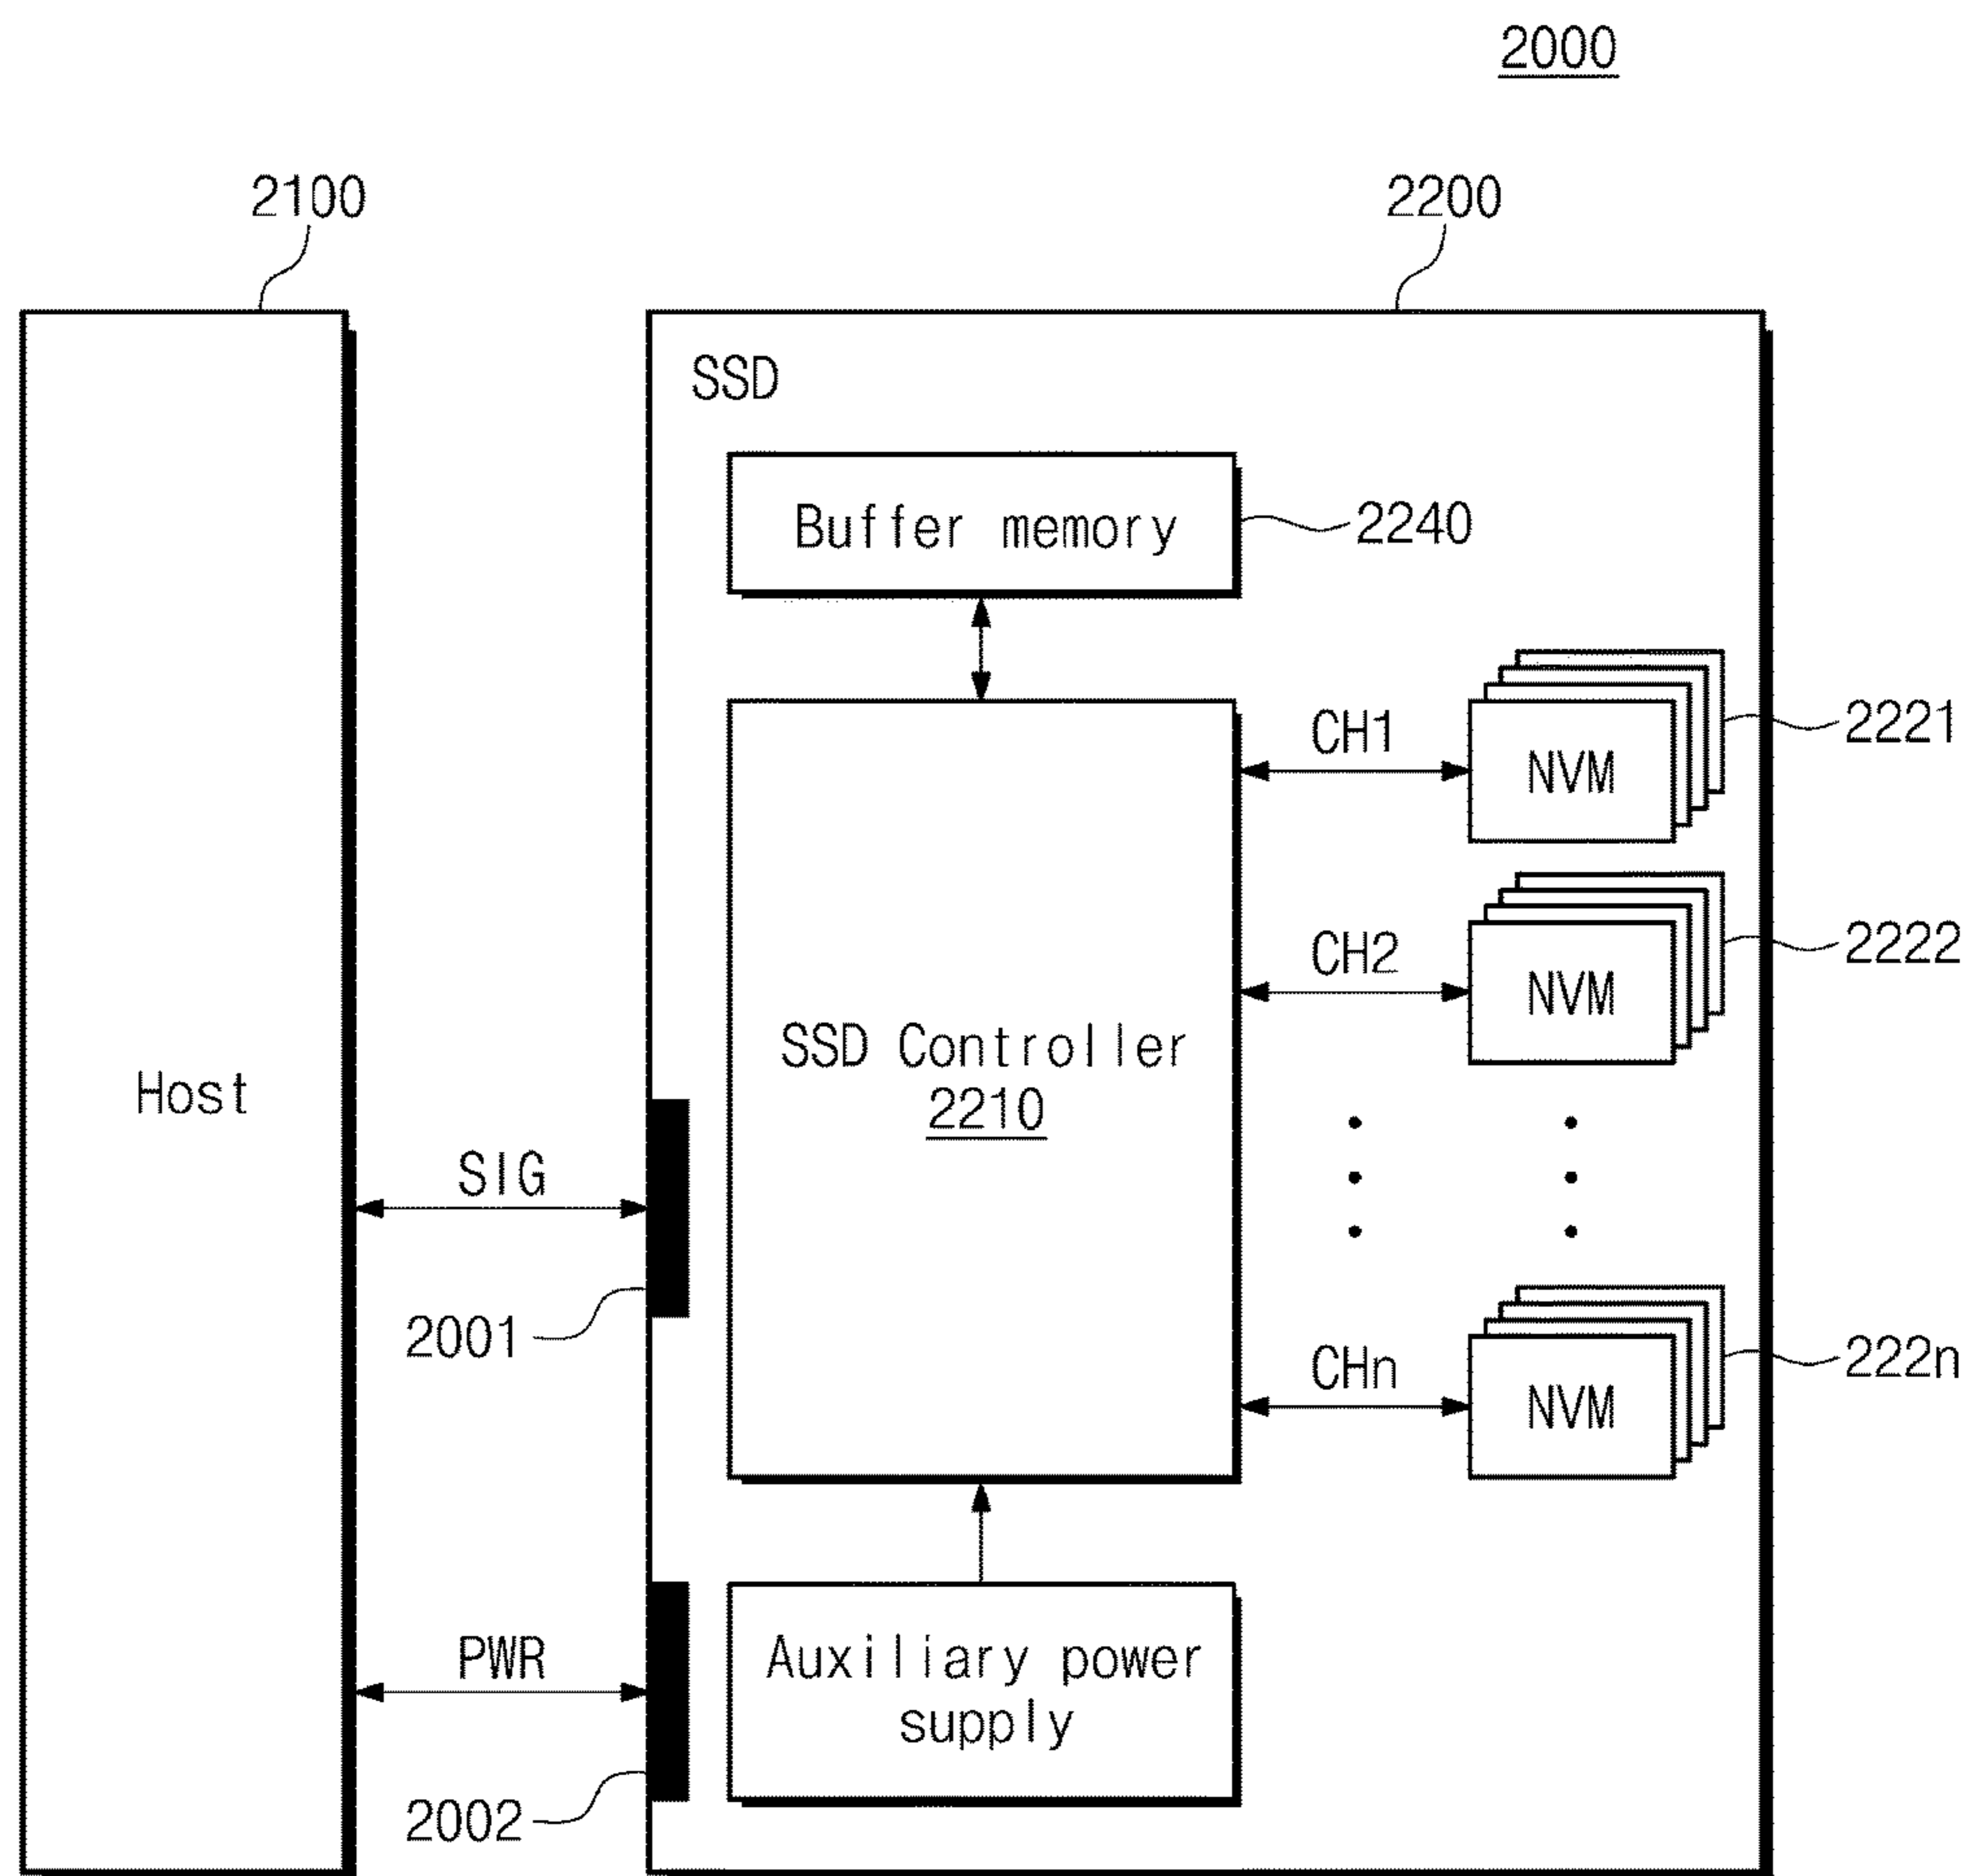 2000
2100
2200
SSD
Buffer memory
2240
CH1
NVM
2221
CH2
NVM
2222
Host
SSD Controller
2210
SIG
2001
CHn
NVM
222n
PWR
Auxiliary power
supply
2002